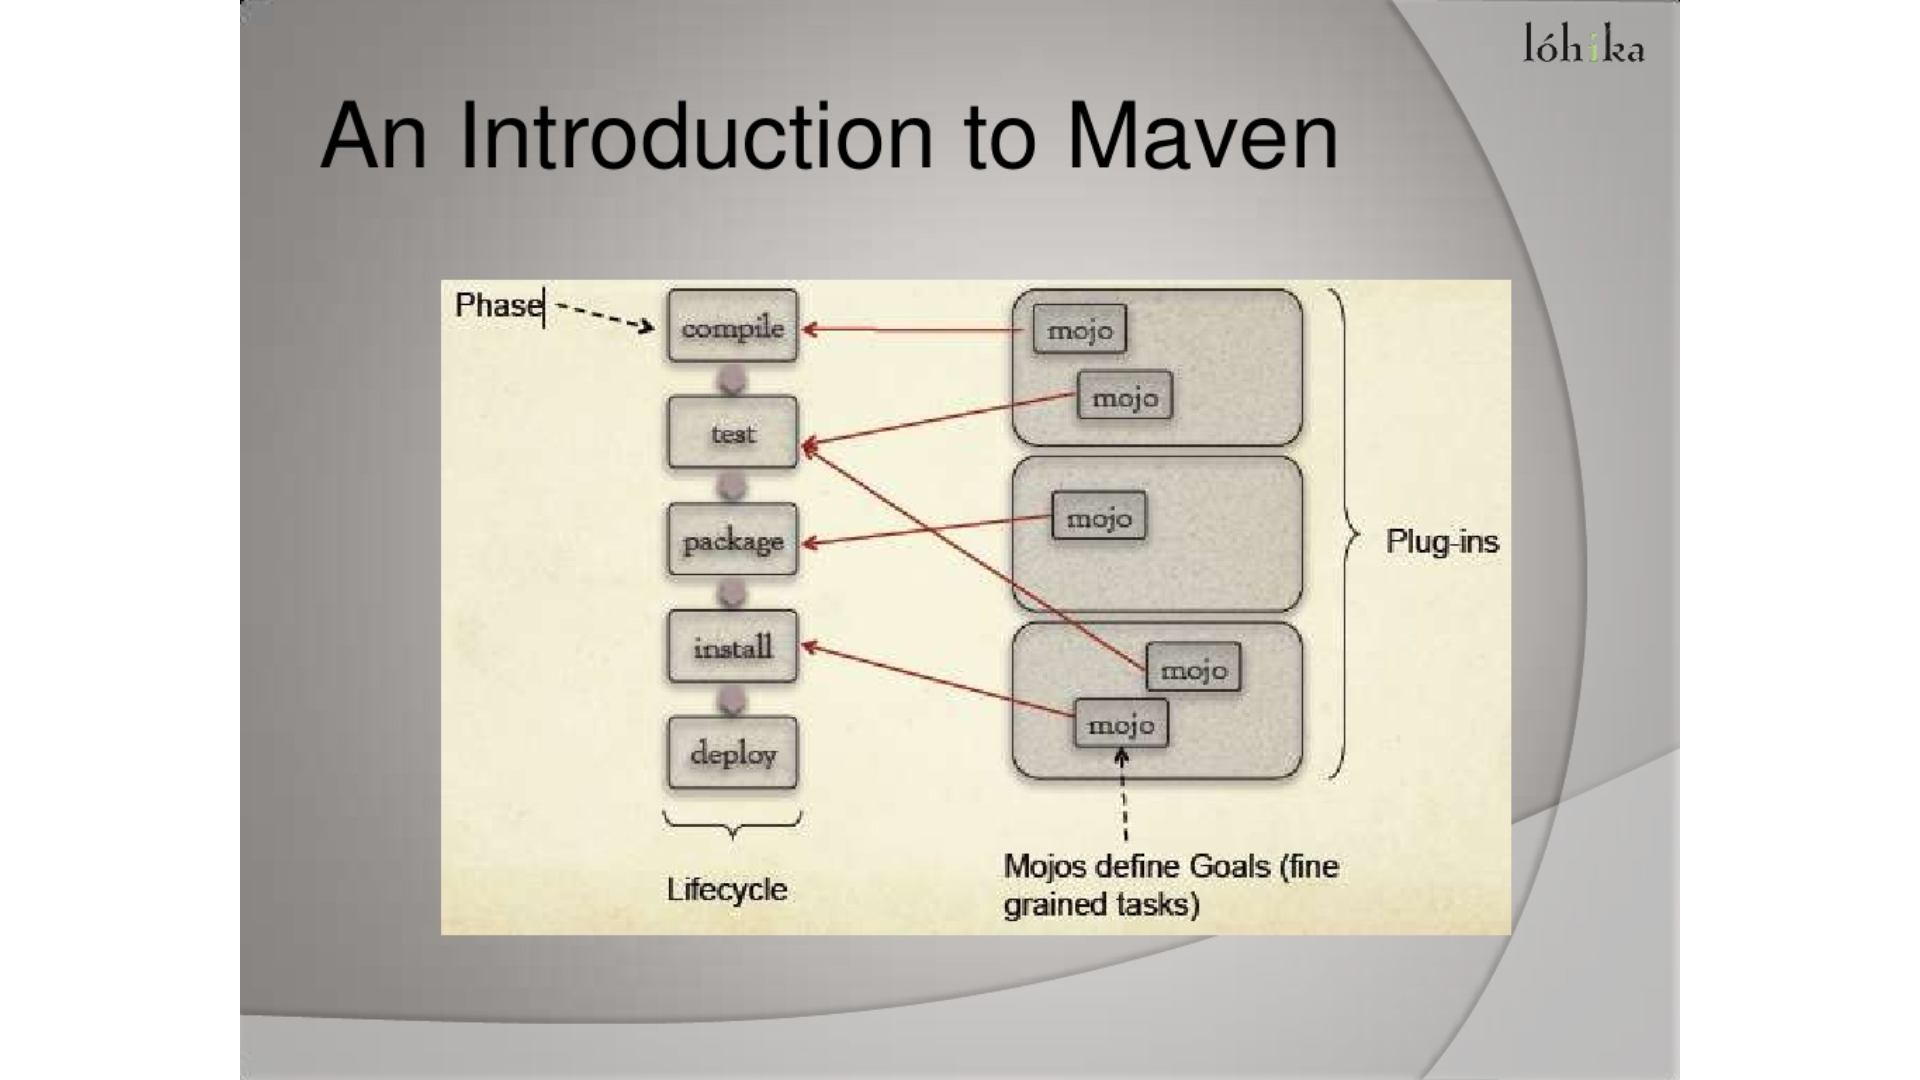 lóhika
An Introduction to Maven
Phase
compile
mojo
mojo
test
mojo
package
Plug-ins
install
mojo
mojo
deploy
Mojos define Goals (fine
grained tasks)
Lifecycle